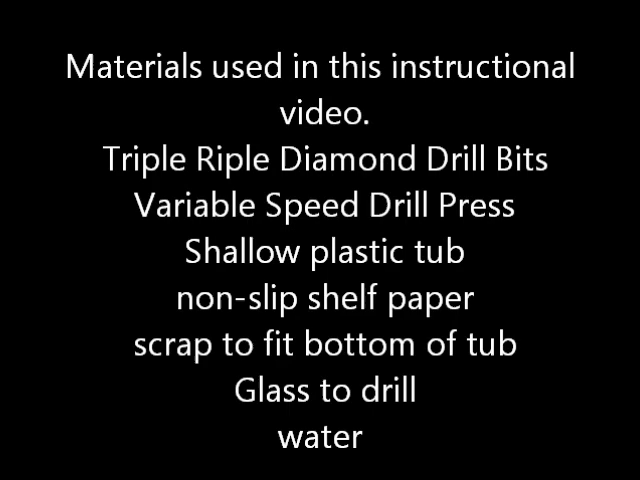 Materials used in this instructional
video.
Triple Riple Diamond Drill Bits
Variable Speed Drill Press
Shallow plastic tub
non-slip shelf paper
scrap to fit bottom of tub
Glass to drill
water